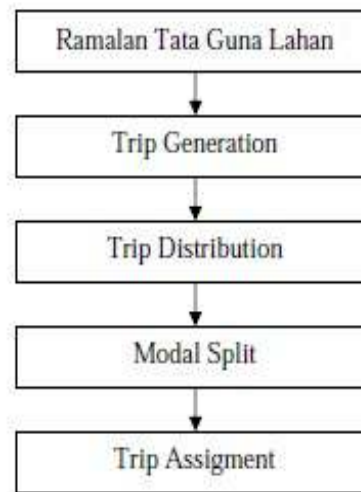 Ramalan Tata Guna Lahan
Trip Generation
Trip Distribution
Modal Split
Trip Assigment